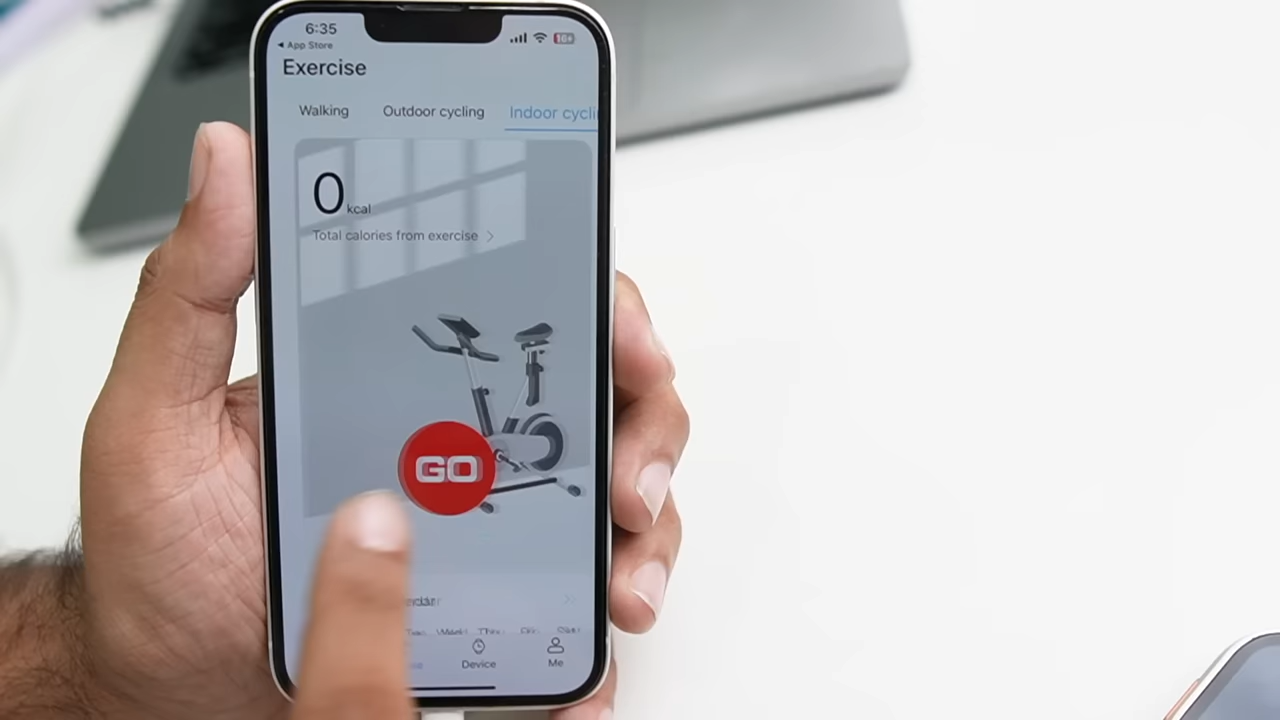 6:35
◀ App Store
10+
Exercise
Walking Outdoor cycling Indoor cycli
0 kcal
Total calories from exercise >
GO
Device Me